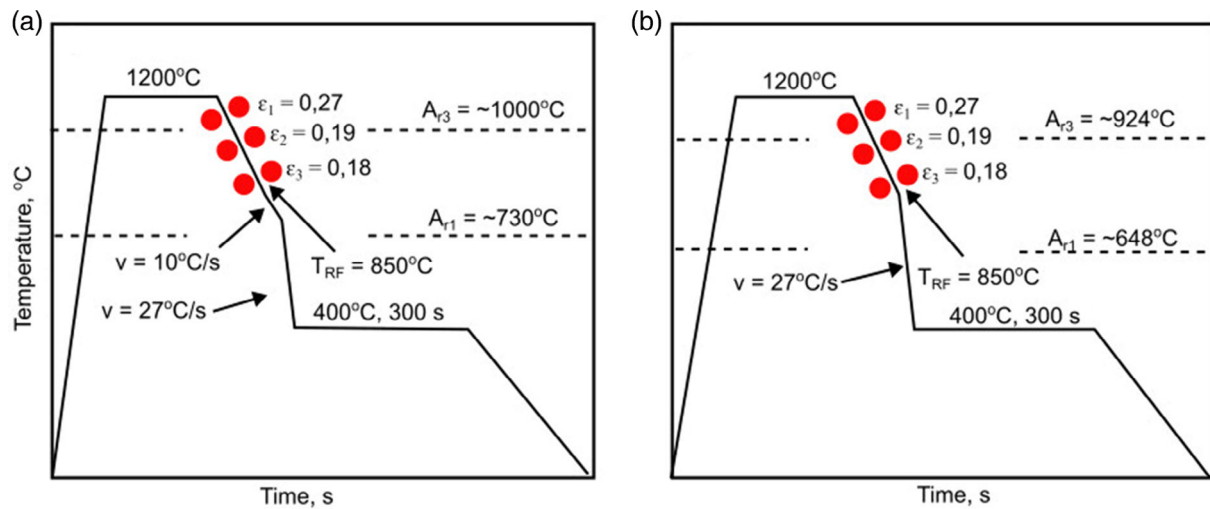 (a)
1200°C
ε₁ = 0,27
Aᵣ₃ = ~1000°C
ε₂ = 0,19
ε₃ = 0,18
Aᵣ₁ = ~730°C
v = 10°C/s
T_RF = 850°C
v = 27°C/s
400°C, 300 s
Temperature, °C
Time, s
(b)
1200°C
ε₁ = 0,27
Aᵣ₃ = ~924°C
ε₂ = 0,19
ε₃ = 0,18
Aᵣ₁ = ~648°C
v = 27°C/s
T_RF = 850°C
400°C, 300 s
Time, s